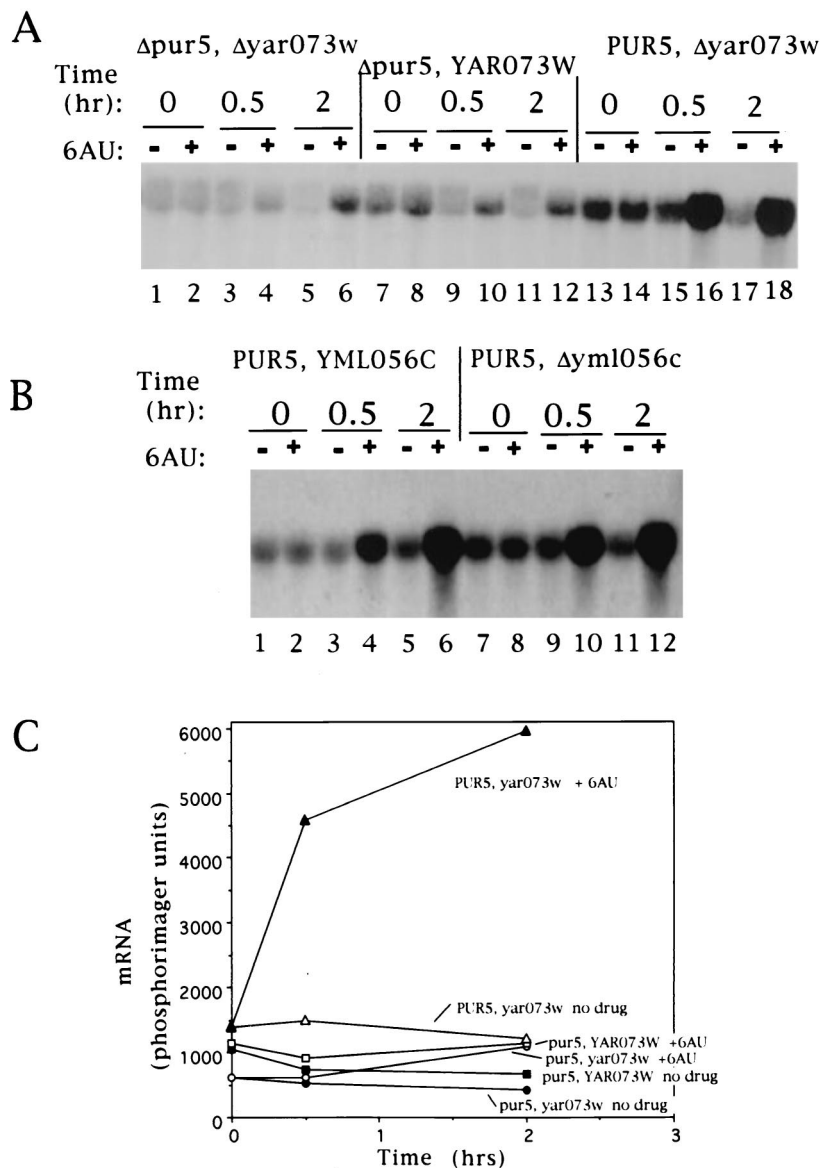 A
Δpur5, Δyar073w
Δpur5, YAR073W
PUR5, Δyar073w
Time (hr): 0 0.5 2 0 0.5 2 0 0.5 2
6AU: - + - + - + - + - + - + - + - + - +
1 2 3 4 5 6 7 8 9 10 11 12 13 14 15 16 17 18
B
PUR5, YML056C
PUR5, Δyml056c
Time (hr): 0 0.5 2 0 0.5 2
6AU: - + - + - + - + - + - +
1 2 3 4 5 6 7 8 9 10 11 12
C
mRNA
(phosphorimager units)
6000
5000
4000
3000
2000
1000
0
PUR5, yar073w + 6AU
PUR5, yar073w no drug
pur5, YAR073W +6AU
pur5, yar073w +6AU
pur5, YAR073W no drug
pur5, yar073w no drug
0 1 2 3
Time (hrs)